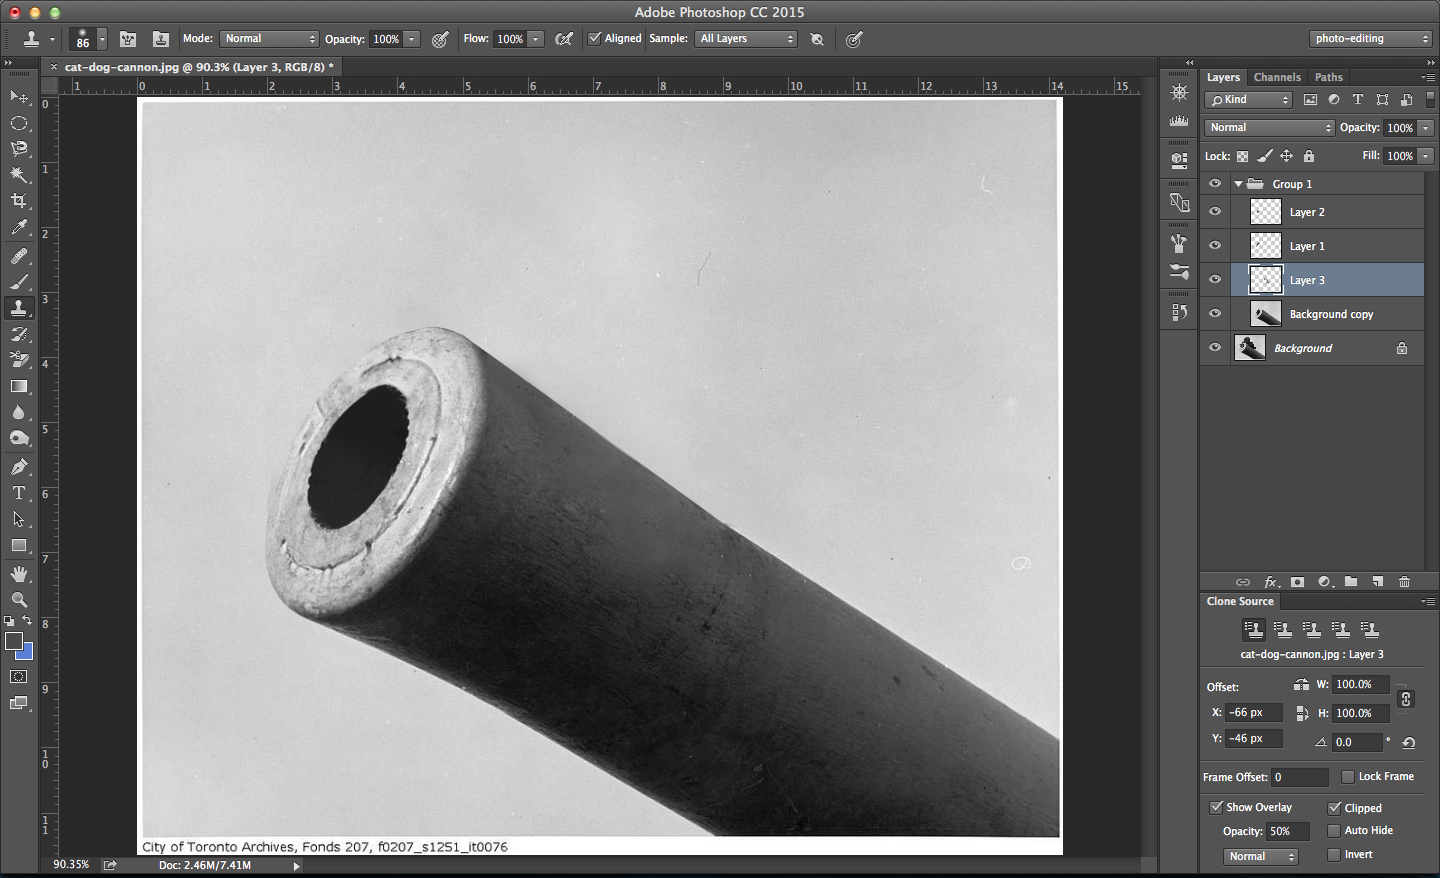 Adobe Photoshop CC 2015
86
Mode: Normal Opacity: 100% Flow: 100% Aligned Sample: All Layers photo-editing
× cat-dog-cannon.jpg @ 90.3% (Layer 3, RGB/8) *
1 0 1 2 3 4 5 6 7 8 9 10 11 12 13 14 15
0
1
2
3
4
5
6
7
8
9
10
11
T
City of Toronto Archives, Fonds 207, f0207_s1251_it0076
90.35% Doc: 2.46M/7.41M
Layers Channels Paths
Kind T
Normal Opacity: 100%
Lock: Fill: 100%
Group 1
Layer 2
Layer 1
Layer 3
Background copy
Background
fx
Clone Source
cat-dog-cannon.jpg : Layer 3
Offset: W: 100.0%
X: -66 px H: 100.0%
Y: -46 px 0.0 °
Frame Offset: 0 Lock Frame
Show Overlay Clipped
Opacity: 50% Auto Hide
Normal Invert